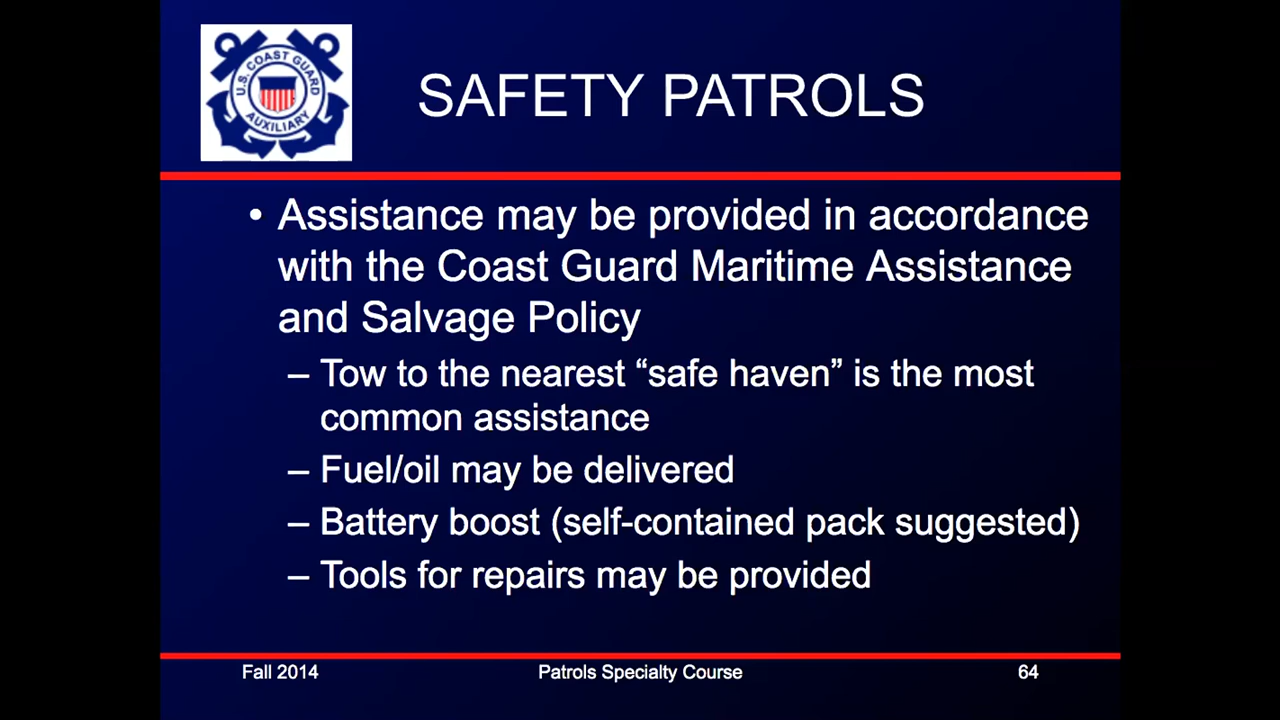 U.S. COAST GUARD
AUXILIARY
SAFETY PATROLS
• Assistance may be provided in accordance
with the Coast Guard Maritime Assistance
and Salvage Policy
– Tow to the nearest “safe haven” is the most
common assistance
– Fuel/oil may be delivered
– Battery boost (self-contained pack suggested)
– Tools for repairs may be provided
Fall 2014
Patrols Specialty Course
64